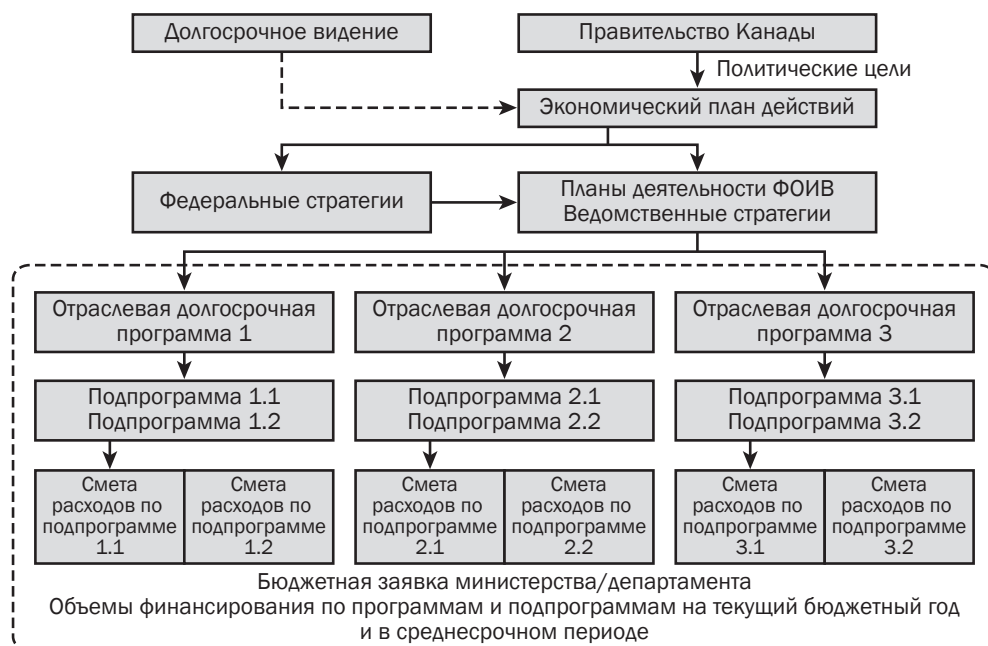 Долгосрочное видение
Правительство Канады
Политические цели
Экономический план действий
Федеральные стратегии
Планы деятельности ФОИВ
Ведомственные стратегии
Отраслевая долгосрочная
программа 1
Отраслевая долгосрочная
программа 2
Отраслевая долгосрочная
программа 3
Подпрограмма 1.1
Подпрограмма 1.2
Подпрограмма 2.1
Подпрограмма 2.2
Подпрограмма 3.1
Подпрограмма 3.2
Смета
расходов по
подпрограмме
1.1
Смета
расходов по
подпрограмме
1.2
Смета
расходов по
подпрограмме
2.1
Смета
расходов по
подпрограмме
2.2
Смета
расходов по
подпрограмме
3.1
Смета
расходов по
подпрограмме
3.2
Бюджетная заявка министерства/департамента
Объемы финансирования по программам и подпрограммам на текущий бюджетный год
и в среднесрочном периоде